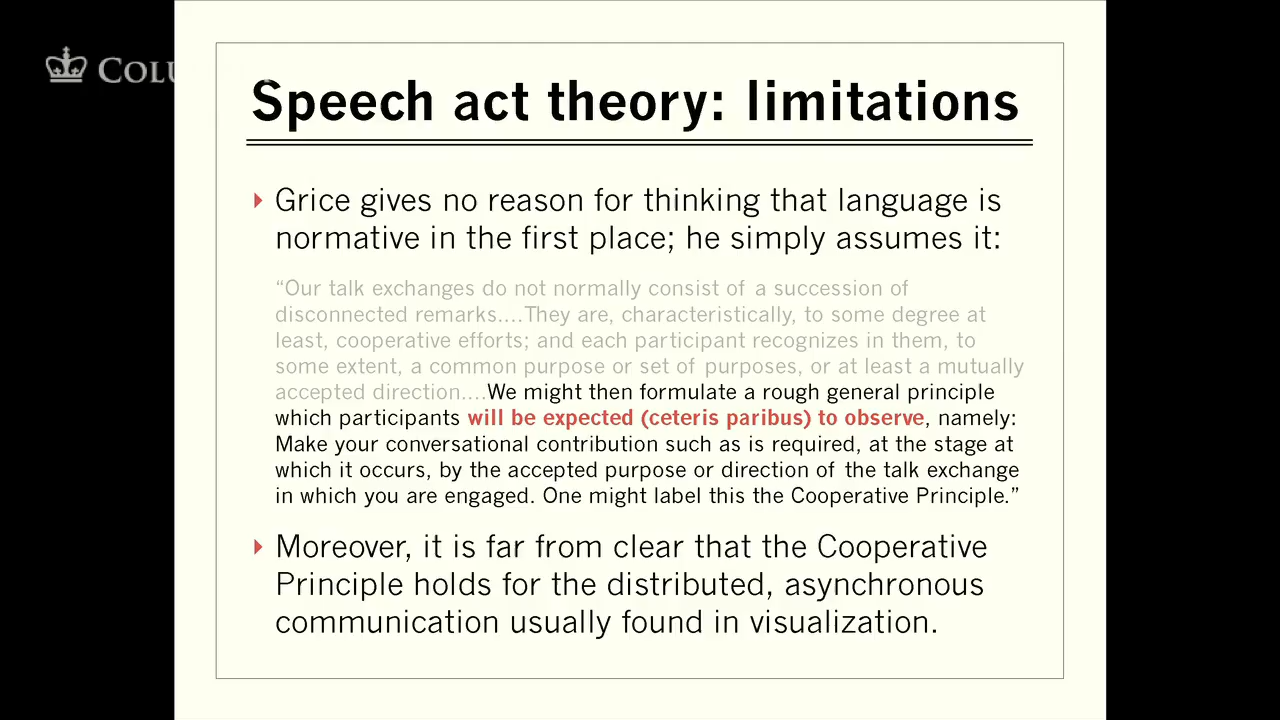 COLU
Speech act theory: limitations
Grice gives no reason for thinking that language is
normative in the first place; he simply assumes it:
“Our talk exchanges do not normally consist of a succession of
disconnected remarks....They are, characteristically, to some degree at
least, cooperative efforts; and each participant recognizes in them, to
some extent, a common purpose or set of purposes, or at least a mutually
accepted direction....We might then formulate a rough general principle
which participants will be expected (ceteris paribus) to observe, namely:
Make your conversational contribution such as is required, at the stage at
which it occurs, by the accepted purpose or direction of the talk exchange
in which you are engaged. One might label this the Cooperative Principle.”
Moreover, it is far from clear that the Cooperative
Principle holds for the distributed, asynchronous
communication usually found in visualization.